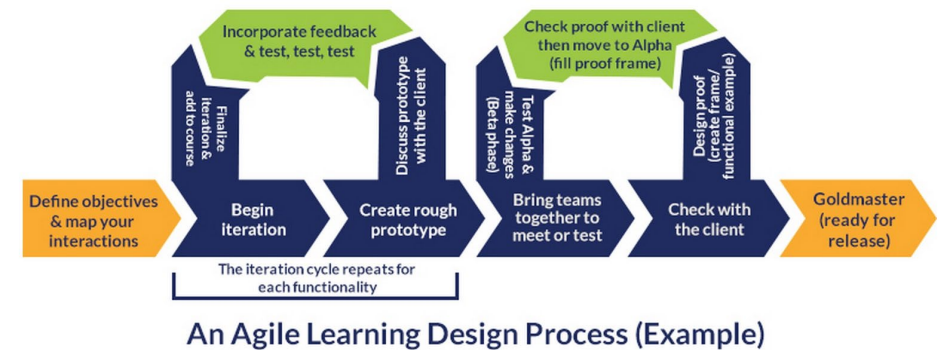 Incorporate feedback
& test, test, test
Check proof with client
then move to Alpha
(fill proof frame)
Finalize
iteration &
add to course
Discuss prototype
with the client
Test Alpha &
make changes
(Beta phase)
Design proof
(create frame/
functional example)
Define objectives
& map your
interactions
Begin
iteration
Create rough
prototype
Bring teams
together to
meet or test
Check with
the client
Goldmaster
(ready for
release)
The iteration cycle repeats for
each functionality
An Agile Learning Design Process (Example)